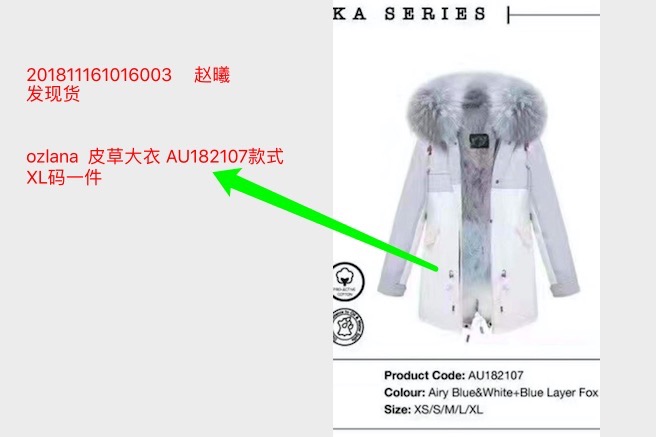 KA SERIES
201811161016003 赵曦
发现货
ozlana 皮草大衣 AU182107款式
XL码一件
Product Code: AU182107
Colour: Airy Blue&White+Blue Layer Fox
Size: XS/S/M/L/XL